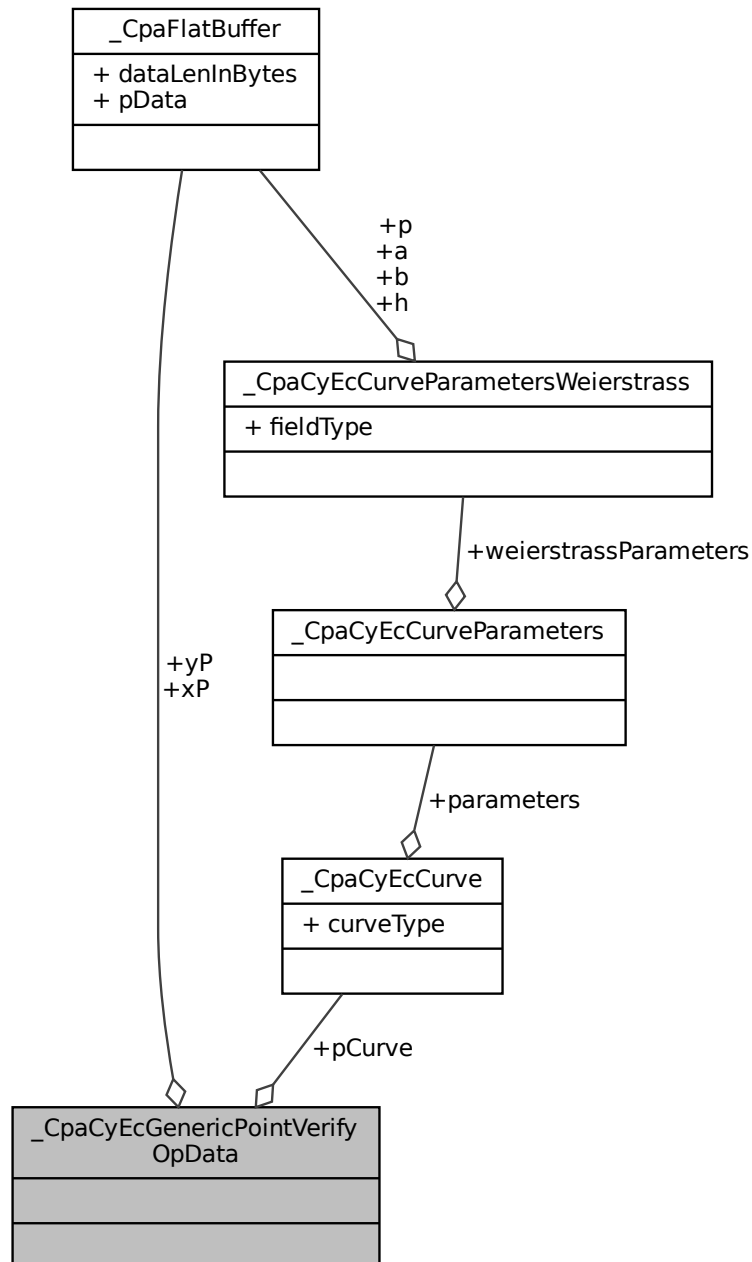 _CpaFlatBuffer
+ dataLenInBytes
+ pData
+p
+a
+b
+h
_CpaCyEcCurveParametersWeierstrass
+ fieldType
+weierstrassParameters
_CpaCyEcCurveParameters
+yP
+xP
+parameters
_CpaCyEcCurve
+ curveType
+pCurve
_CpaCyEcGenericPointVerify
OpData